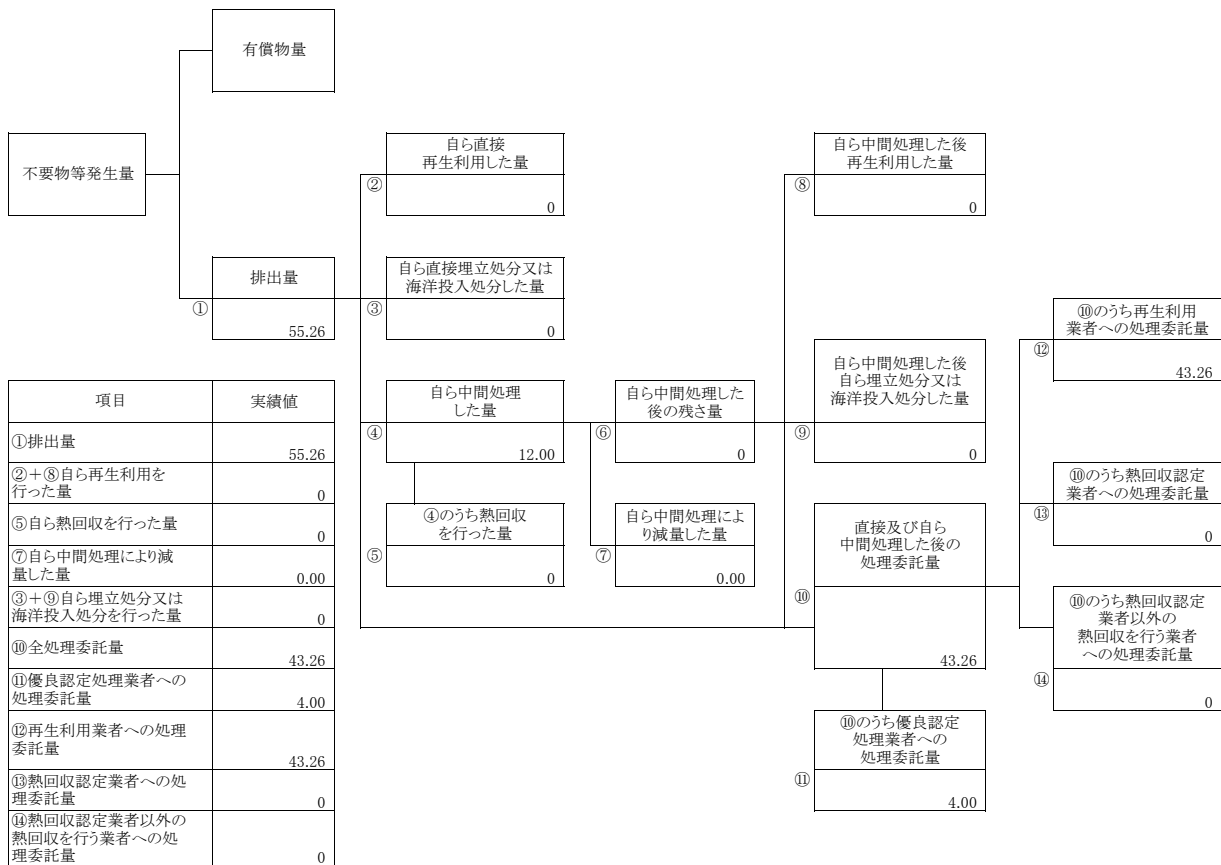 有償物量
不要物等発生量
自ら直接
再生利用した量
②
0
自ら中間処理した後
再生利用した量
⑧
0
排出量
①
55.26
自ら直接埋立処分又は
海洋投入処分した量
③
0
⑩のうち再生利用
業者への処理委託量
⑫
43.26
自ら中間処理
した量
④
12.00
自ら中間処理した
後の残さ量
⑥
0
自ら中間処理した後
自ら埋立処分又は
海洋投入処分した量
⑨
0
⑩のうち熱回収認定
業者への処理委託量
⑬
0
④のうち熱回収
を行った量
⑤
0
自ら中間処理によ
り減量した量
⑦
0.00
直接及び自ら
中間処理した後の
処理委託量
⑩
43.26
⑩のうち熱回収認定
業者以外の
熱回収を行う業者
への処理委託量
⑭
0
⑩のうち優良認定
処理業者への
処理委託量
⑪
4.00
項目
実績値
①排出量
55.26
②+⑧自ら再生利用を
行った量
0
⑤自ら熱回収を行った量
0
⑦自ら中間処理により減
量した量
0.00
③+⑨自ら埋立処分又は
海洋投入処分を行った量
0
⑩全処理委託量
43.26
⑪優良認定処理業者への
処理委託量
4.00
⑫再生利用業者への処理
委託量
43.26
⑬熱回収認定業者への処
理委託量
0
⑭熱回収認定業者以外の
熱回収を行う業者への処
理委託量
0